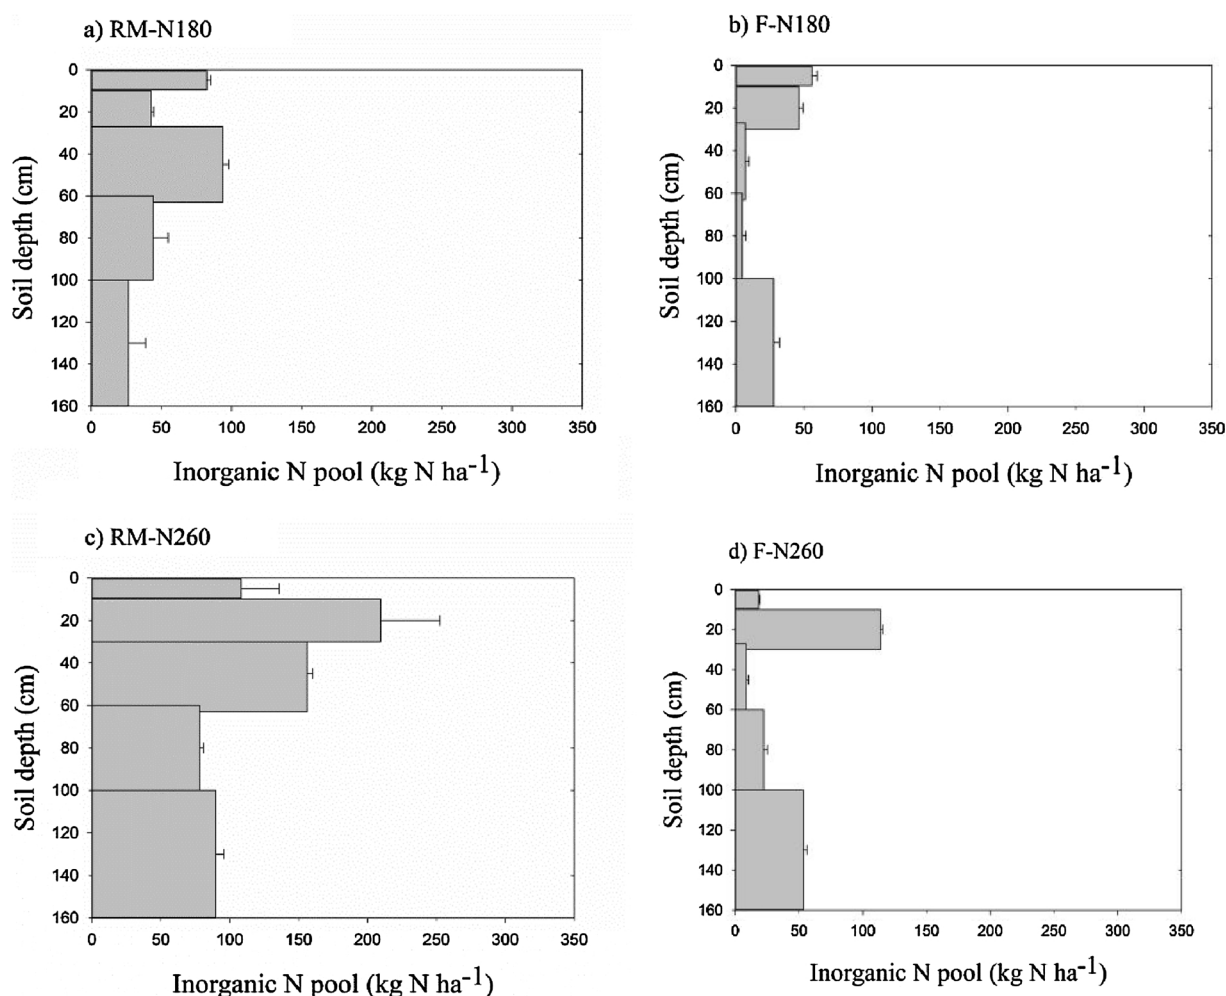 a) RM-N180
0
20
40
60
80
100
120
140
160
Soil depth (cm)
0 50 100 150 200 250 300 350
Inorganic N pool (kg N ha-1)
b) F-N180
0
20
40
60
80
100
120
140
160
Soil depth (cm)
0 50 100 150 200 250 300 350
Inorganic N pool (kg N ha-1)
c) RM-N260
0
20
40
60
80
100
120
140
160
Soil depth (cm)
0 50 100 150 200 250 300 350
Inorganic N pool (kg N ha-1)
d) F-N260
0
20
40
60
80
100
120
140
160
Soil depth (cm)
0 50 100 150 200 250 300 350
Inorganic N pool (kg N ha-1)